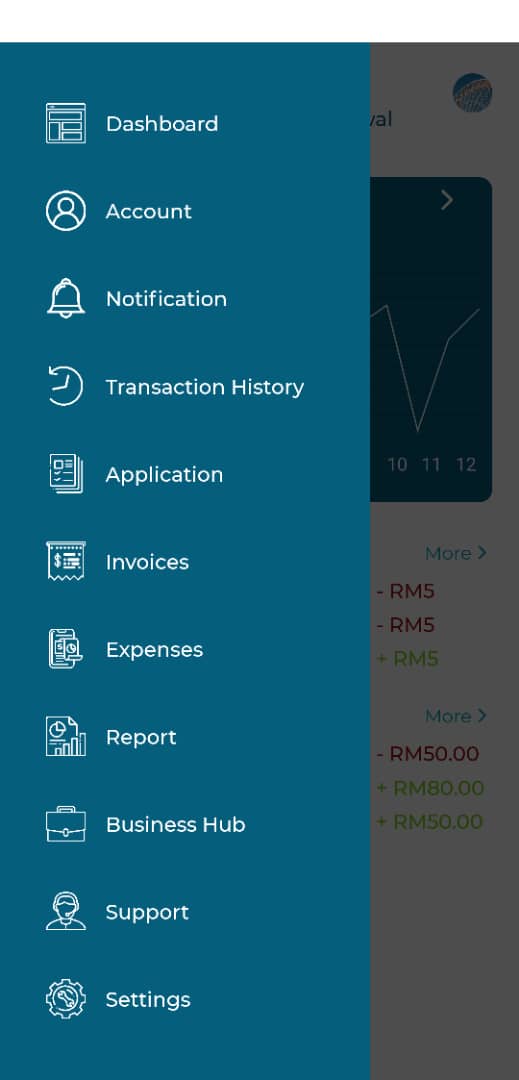 Dashboard
Account
Notification
Transaction History
Application
Invoices
Expenses
Report
Business Hub
Support
Settings
10 11 12
More
- RM5
- RM5
+ RM5
More
- RM50.00
+ RM80.00
+ RM50.00